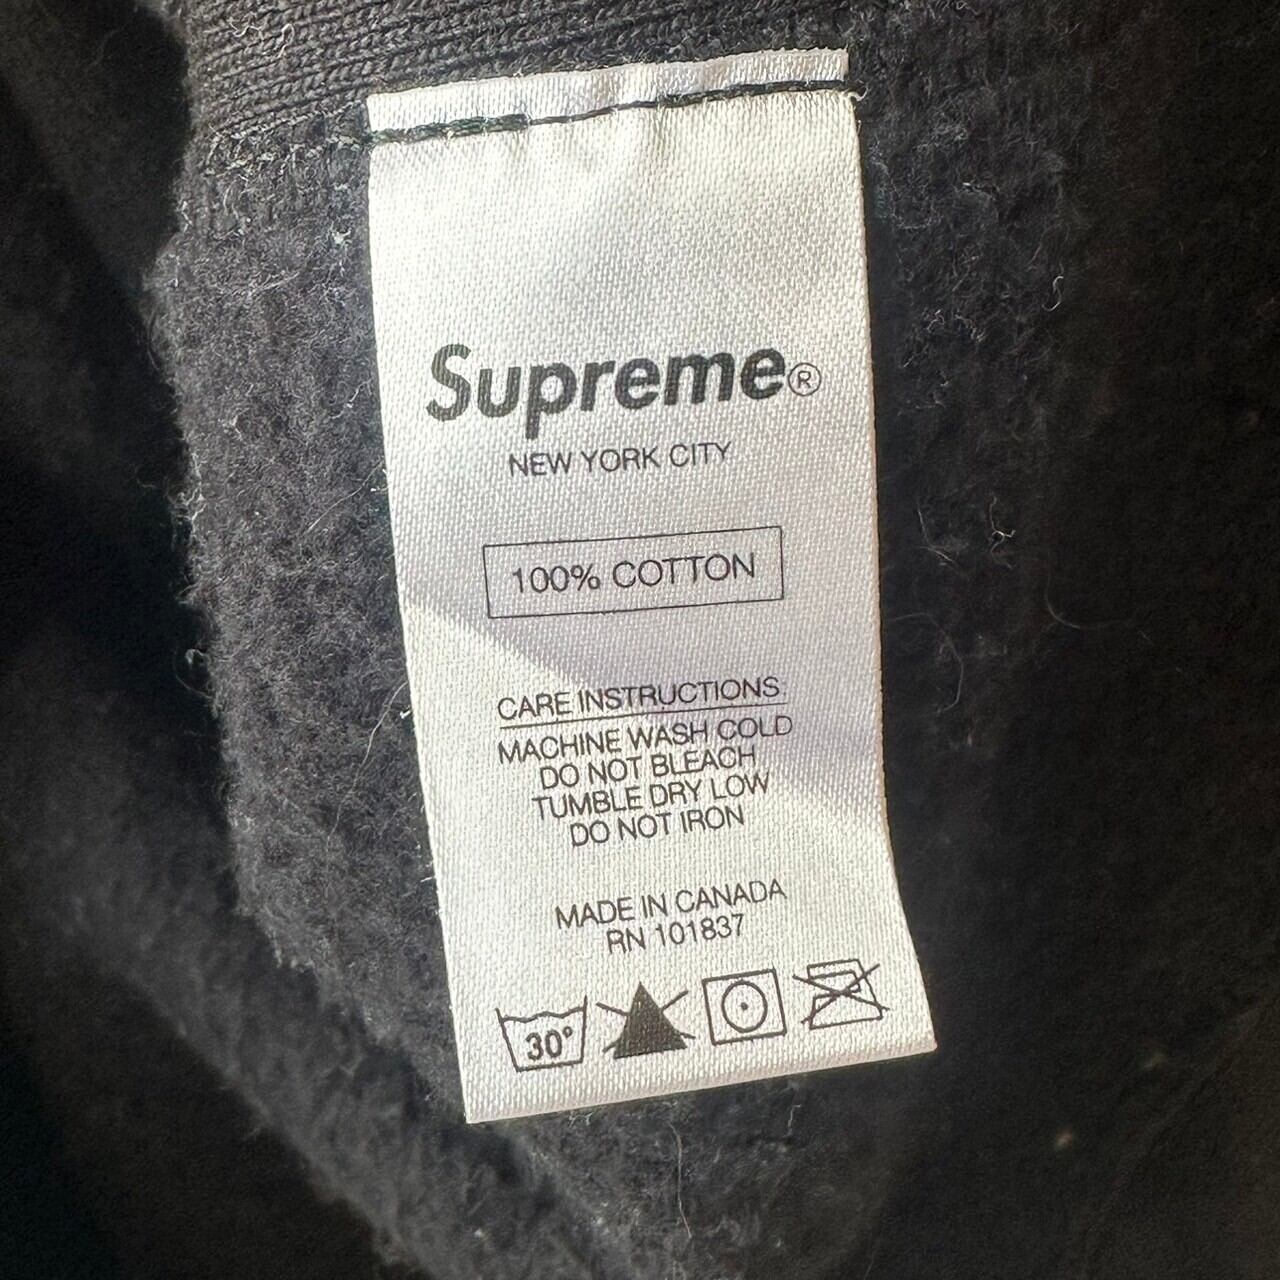 Supreme®
NEW YORK CITY
100% COTTON
CARE INSTRUCTIONS
MACHINE WASH COLD
DO NOT BLEACH
TUMBLE DRY LOW
DO NOT IRON
MADE IN CANADA
RN 101837
30°